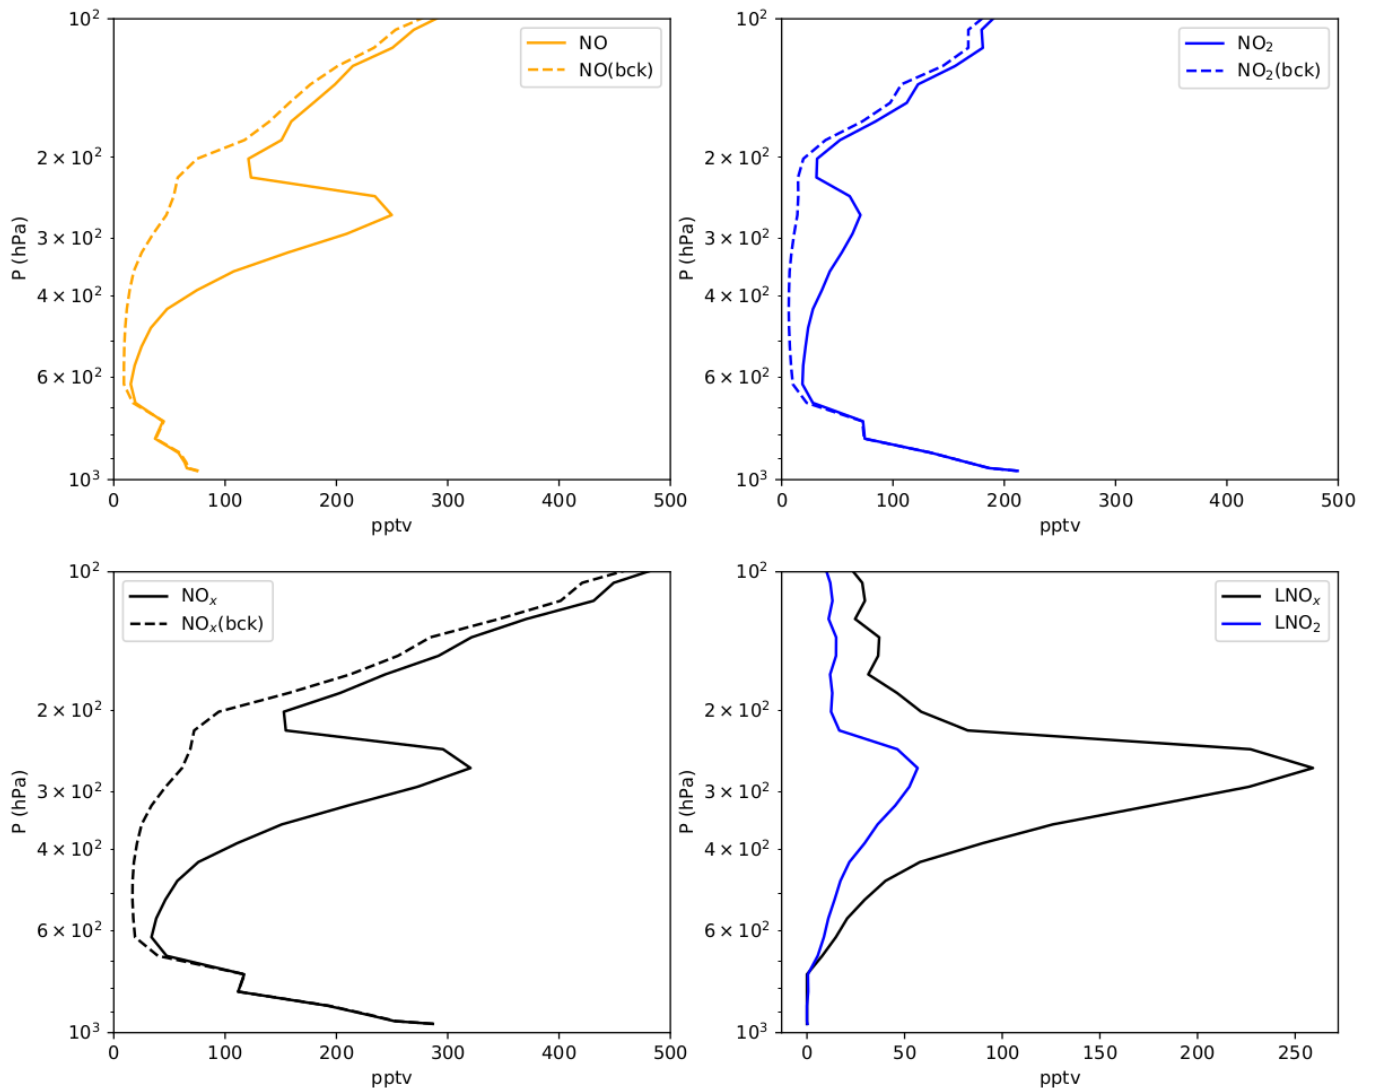 10²
2 × 10²
3 × 10²
4 × 10²
6 × 10²
10³
P (hPa)
0 100 200 300 400 500
pptv
NO
NO(bck)
10²
2 × 10²
3 × 10²
4 × 10²
6 × 10²
10³
P (hPa)
0 100 200 300 400 500
pptv
NO₂
NO₂(bck)
10²
2 × 10²
3 × 10²
4 × 10²
6 × 10²
10³
P (hPa)
0 100 200 300 400 500
pptv
NOₓ
NOₓ(bck)
10²
2 × 10²
3 × 10²
4 × 10²
6 × 10²
10³
P (hPa)
0 50 100 150 200 250
pptv
LNOₓ
LNO₂